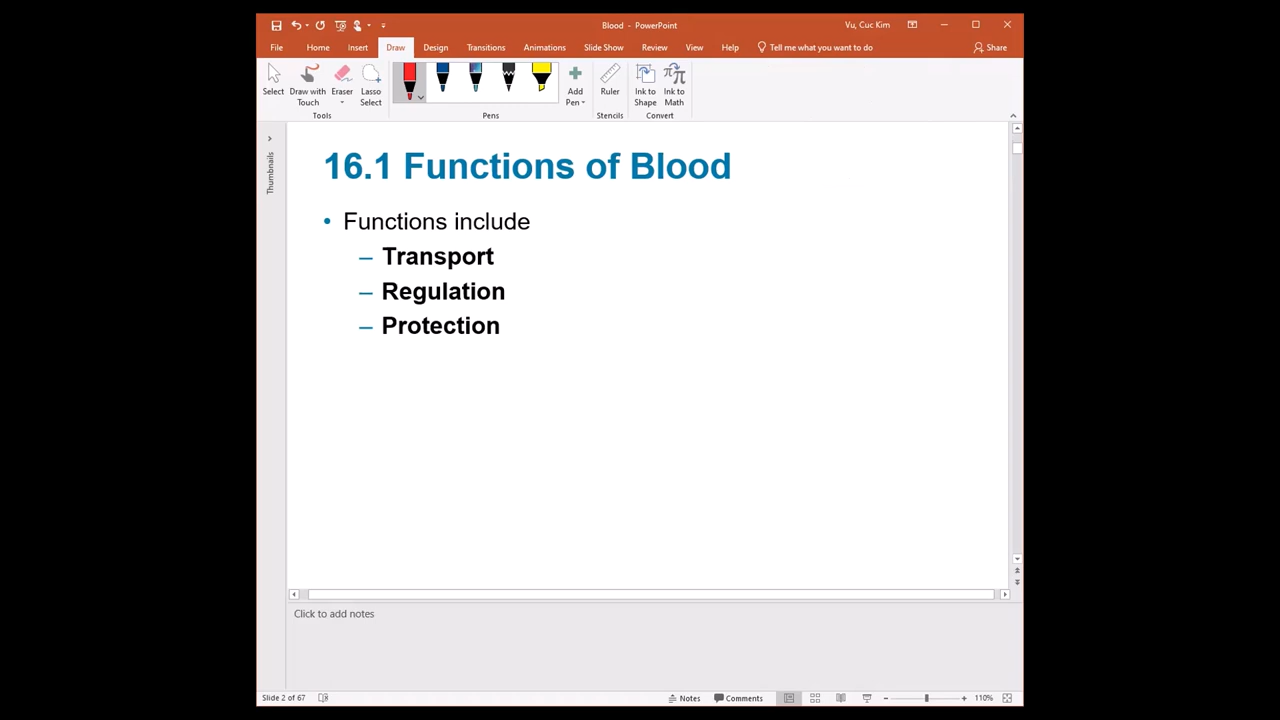 Blood - PowerPoint
Vu, Cuc Kim
File Home Insert Draw Design Transitions Animations Slide Show Review View Help Tell me what you want to do Share
Select
Draw with Touch
Eraser
Lasso Select
Add Pen
Ruler
Ink to Shape
Ink to Math
Tools Pens Stencils Convert
Thumbnails
16.1 Functions of Blood
• Functions include
– Transport
– Regulation
– Protection
Click to add notes
Slide 2 of 67 Notes Comments 110%